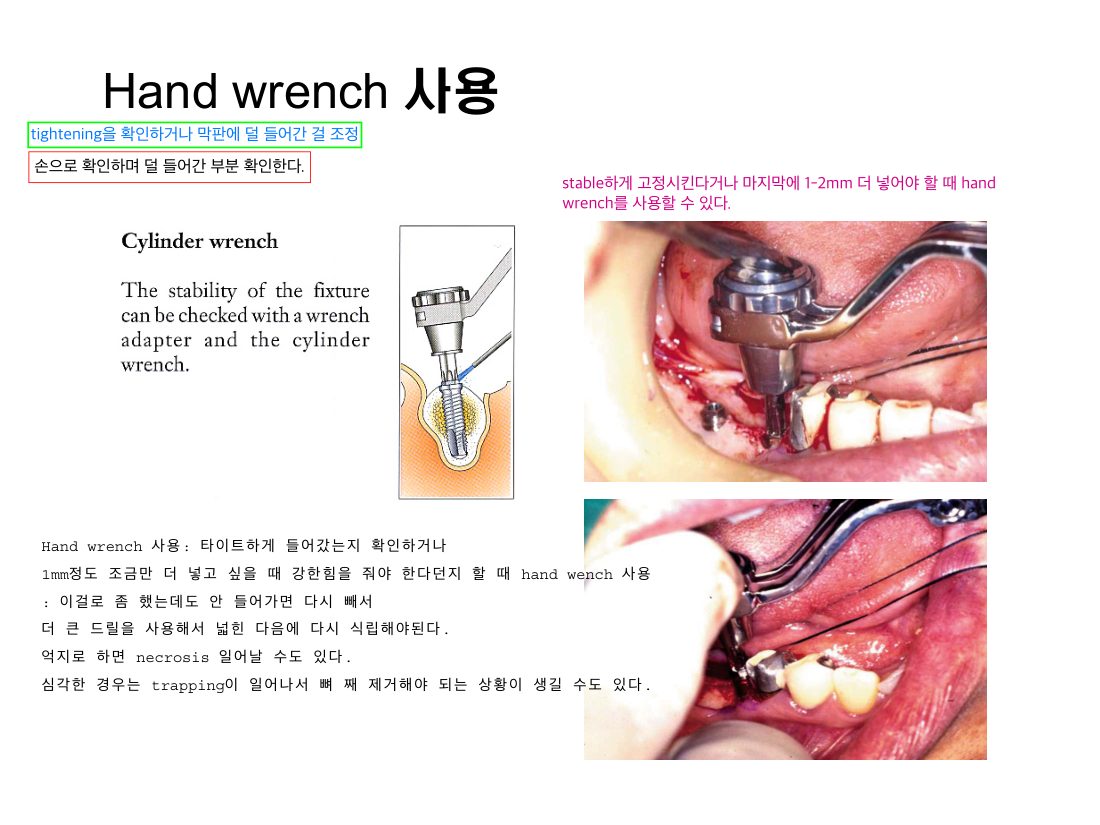 Hand wrench 사용
tightening을 확인하거나 막판에 덜 들어간 걸 조정
손으로 확인하며 덜 들어간 부분 확인한다.
stable하게 고정시킨다거나 마지막에 1-2mm 더 넣어야 할 때 hand
wrench를 사용할 수 있다.
Cylinder wrench
The stability of the fixture
can be checked with a wrench
adapter and the cylinder
wrench.
Hand wrench 사용: 타이트하게 들어갔는지 확인하거나
1mm정도 조금만 더 넣고 싶을 때 강한힘을 줘야 한다던지 할 때 hand wench 사용
: 이걸로 좀 했는데도 안 들어가면 다시 빼서
더 큰 드릴을 사용해서 넓힌 다음에 다시 식립해야된다.
억지로 하면 necrosis 일어날 수도 있다.
심각한 경우는 trapping이 일어나서 뼈 째 제거해야 되는 상황이 생길 수도 있다.